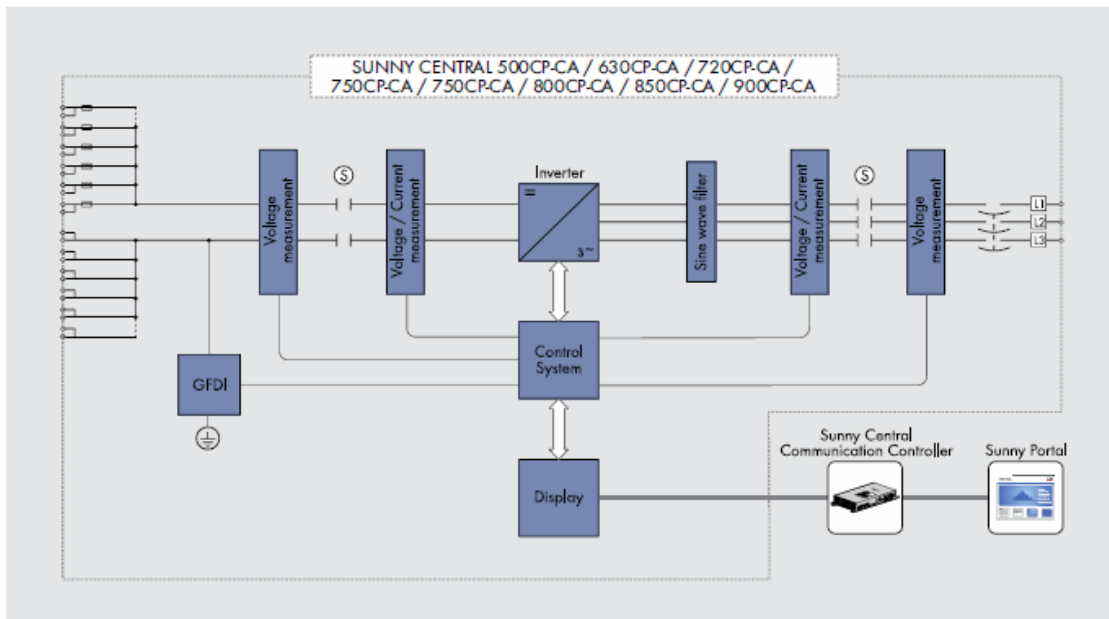 SUNNY CENTRAL 500CP-CA / 630CP-CA / 720CP-CA /
750CP-CA / 750CP-CA / 800CP-CA / 850CP-CA / 900CP-CA
Voltage
measurement
S
Voltage / Current
measurement
Inverter
=
3~
Sine wave filter
Voltage / Current
measurement
S
Voltage
measurement
L1
L2
L3
GFDI
Control
System
Display
Sunny Central
Communication Controller
Sunny Portal